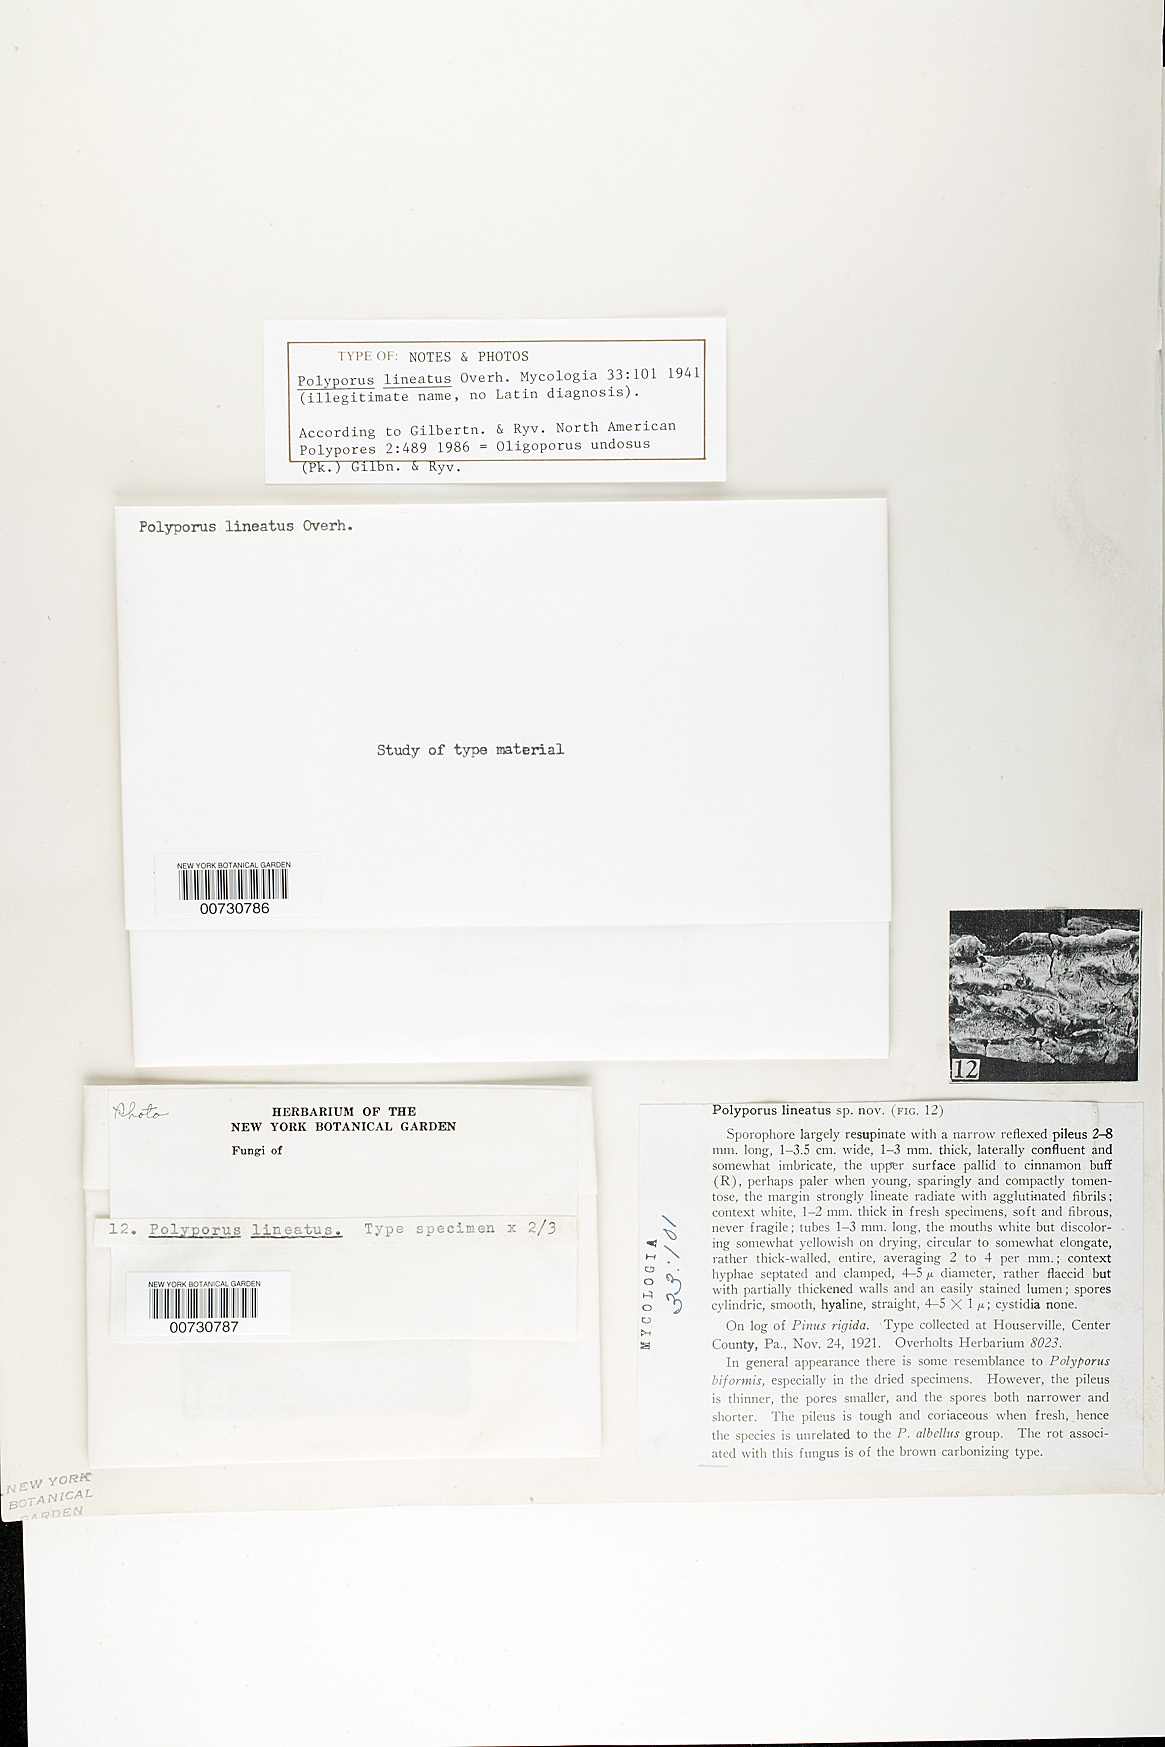 TYPE OF: NOTES & PHOTOS
Polyporus lineatus Overh. Mycologia 33:101 1941
(illegitimate name, no Latin diagnosis).
According to Gilbertn. & Ryv. North American
Polypores 2:489 1986 = Oligoporus undosus
(Pk.) Gilbn. & Ryv.
Polyporus lineatus Overh.
Study of type material
NEW YORK BOTANICAL GARDEN
00730786
12
Photo
HERBARIUM OF THE
NEW YORK BOTANICAL GARDEN
Fungi of
12. Polyporus lineatus. Type specimen x 2/3
NEW YORK BOTANICAL GARDEN
00730787
MYCOLOGIA
33:101
Polyporus lineatus sp. nov. (FIG. 12)
Sporophore largely resupinate with a narrow reflexed pileus 2–8
mm. long, 1–3.5 cm. wide, 1–3 mm. thick, laterally confluent and
somewhat imbricate, the upper surface pallid to cinnamon buff
(R), perhaps paler when young, sparingly and compactly tomen-
tose, the margin strongly lineate radiate with agglutinated fibrils;
context white, 1–2 mm. thick in fresh specimens, soft and fibrous,
never fragile; tubes 1–3 mm. long, the mouths white but discolor-
ing somewhat yellowish on drying, circular to somewhat elongate,
rather thick-walled, entire, averaging 2 to 4 per mm.; context
hyphae septated and clamped, 4–5 μ diameter, rather flaccid but
with partially thickened walls and an easily stained lumen; spores
cylindric, smooth, hyaline, straight, 4–5 × 1 μ; cystidia none.
On log of Pinus rigida. Type collected at Houserville, Center
County, Pa., Nov. 24, 1921. Overholts Herbarium 8023.
In general appearance there is some resemblance to Polyporus
biformis, especially in the dried specimens. However, the pileus
is thinner, the pores smaller, and the spores both narrower and
shorter. The pileus is tough and coriaceous when fresh, hence
the species is unrelated to the P. albellus group. The rot associ-
ated with this fungus is of the brown carbonizing type.
NEW YORK
BOTANICAL
GARDEN